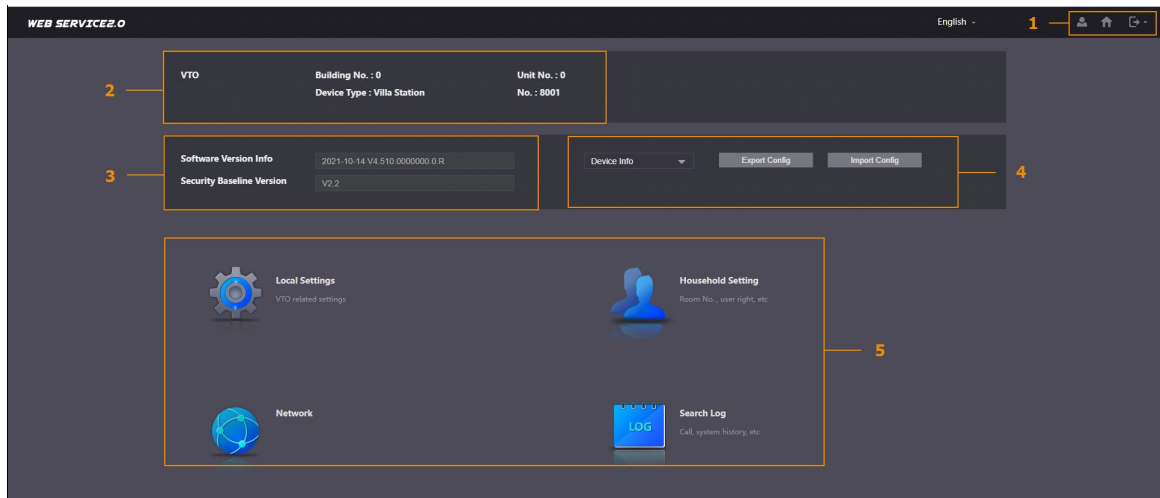 WEB SERVICE2.0
English
1
2
VTO
Building No. : 0
Unit No. : 0
Device Type : Villa Station
No. : 8001
3
Software Version Info
2021-10-14 V4.510.0000000.0.R
Security Baseline Version
V2.2
Device Info
Export Config
Import Config
4
Local Settings
VTO related settings
Household Setting
Room No., user right, etc
5
Network
LOG
Search Log
Call, system history, etc